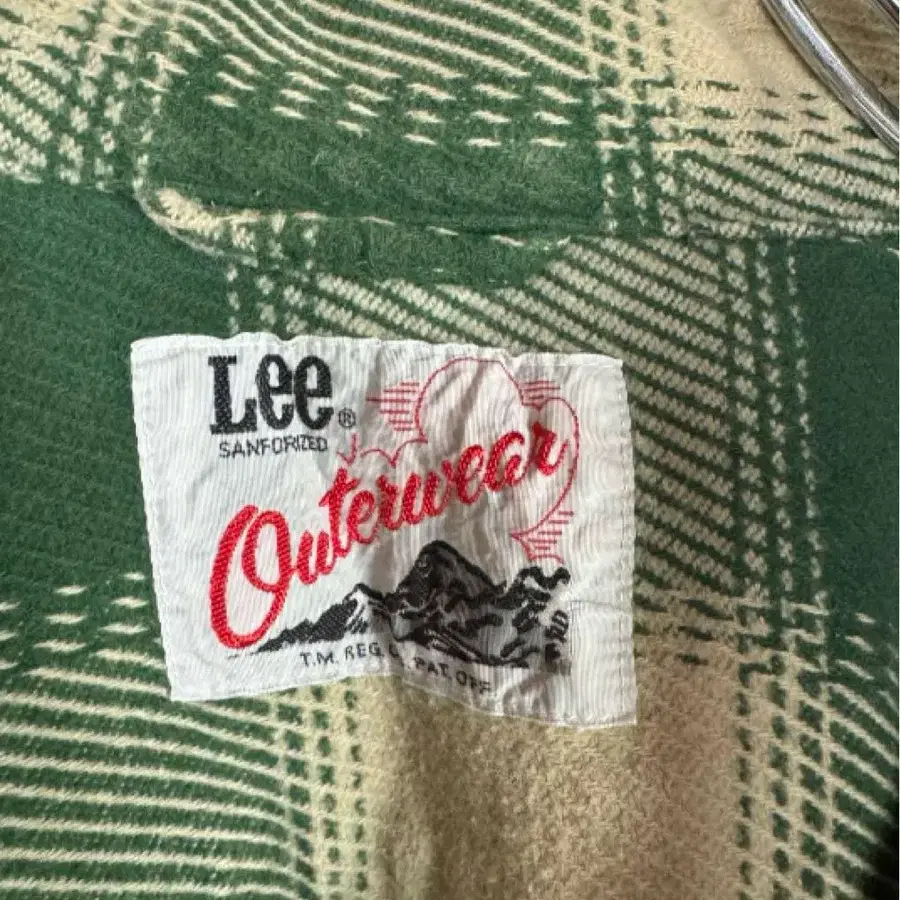 Lee®
SANFORIZED
Outerwear
T.M. REG. PAT. OFF.